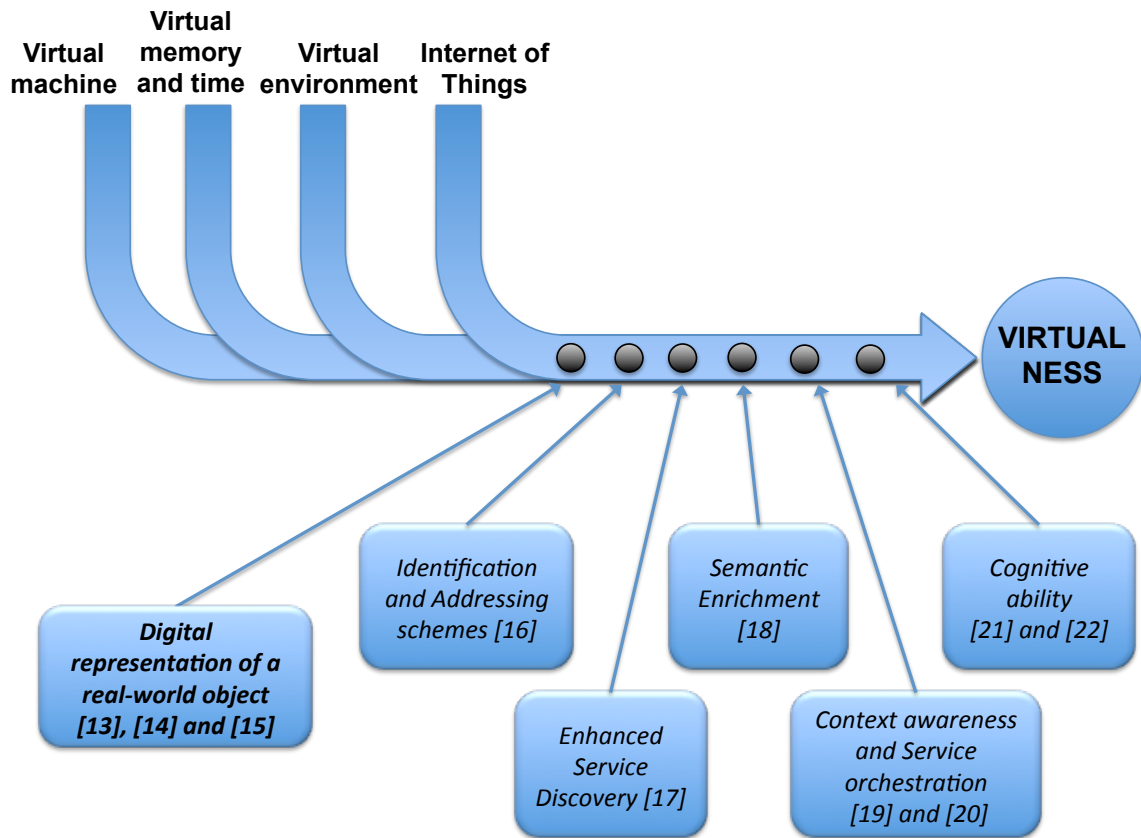 Virtual
machine
Virtual
memory
and time
Virtual
environment
Internet of
Things
VIRTUAL
NESS
Digital
representation of a
real-world object
[13], [14] and [15]
Identification
and Addressing
schemes [16]
Enhanced
Service
Discovery [17]
Semantic
Enrichment
[18]
Context awareness
and Service
orchestration
[19] and [20]
Cognitive
ability
[21] and [22]